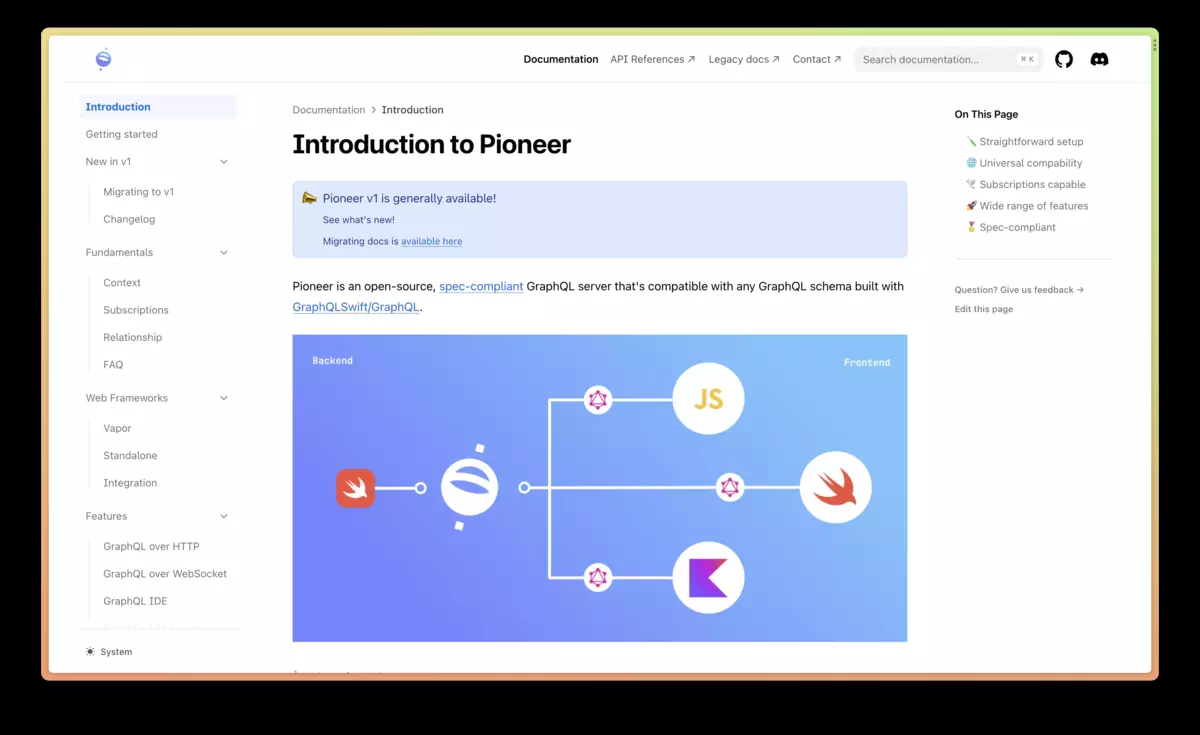 Documentation
API References ↗
Legacy docs ↗
Contact ↗
Search documentation...
⌘ K
Introduction
Getting started
New in v1
Migrating to v1
Changelog
Fundamentals
Context
Subscriptions
Relationship
FAQ
Web Frameworks
Vapor
Standalone
Integration
Features
GraphQL over HTTP
GraphQL over WebSocket
GraphQL IDE
System
Documentation > Introduction
Introduction to Pioneer
Pioneer v1 is generally available!
See what's new!
Migrating docs is available here
Pioneer is an open-source, spec-compliant GraphQL server that's compatible with any GraphQL schema built with
GraphQLSwift/GraphQL.
Backend
Frontend
JS
On This Page
Straightforward setup
Universal compability
Subscriptions capable
Wide range of features
Spec-compliant
Question? Give us feedback →
Edit this page